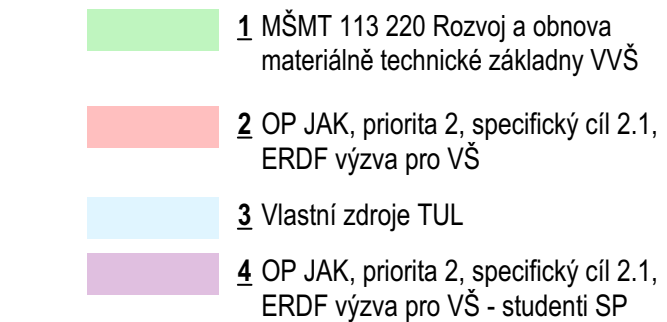 1 MŠMT 113 220 Rozvoj a obnova
materiálně technické základny VVŠ
2 OP JAK, priorita 2, specifický cíl 2.1,
ERDF výzva pro VŠ
3 Vlastní zdroje TUL
4 OP JAK, priorita 2, specifický cíl 2.1,
ERDF výzva pro VŠ - studenti SP